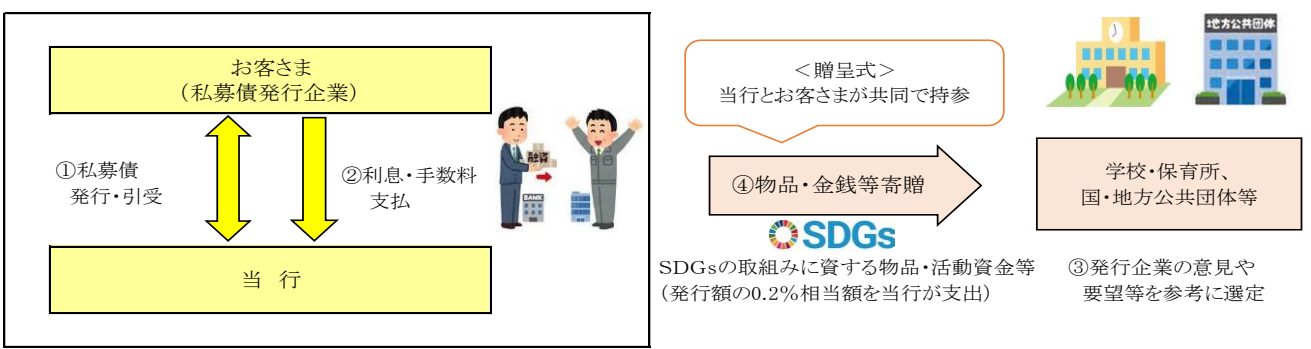 お客さま
(私募債発行企業)
①私募債
発行・引受
②利息・手数料
支払
融資
BANK
当 行
<贈呈式>
当行とお客さまが共同で持参
④物品・金銭等寄贈
SDGs
SDGsの取組みに資する物品・活動資金等
(発行額の0.2%相当額を当行が支出)
地方公共団体
学校・保育所、
国・地方公共団体等
③発行企業の意見や
要望等を参考に選定